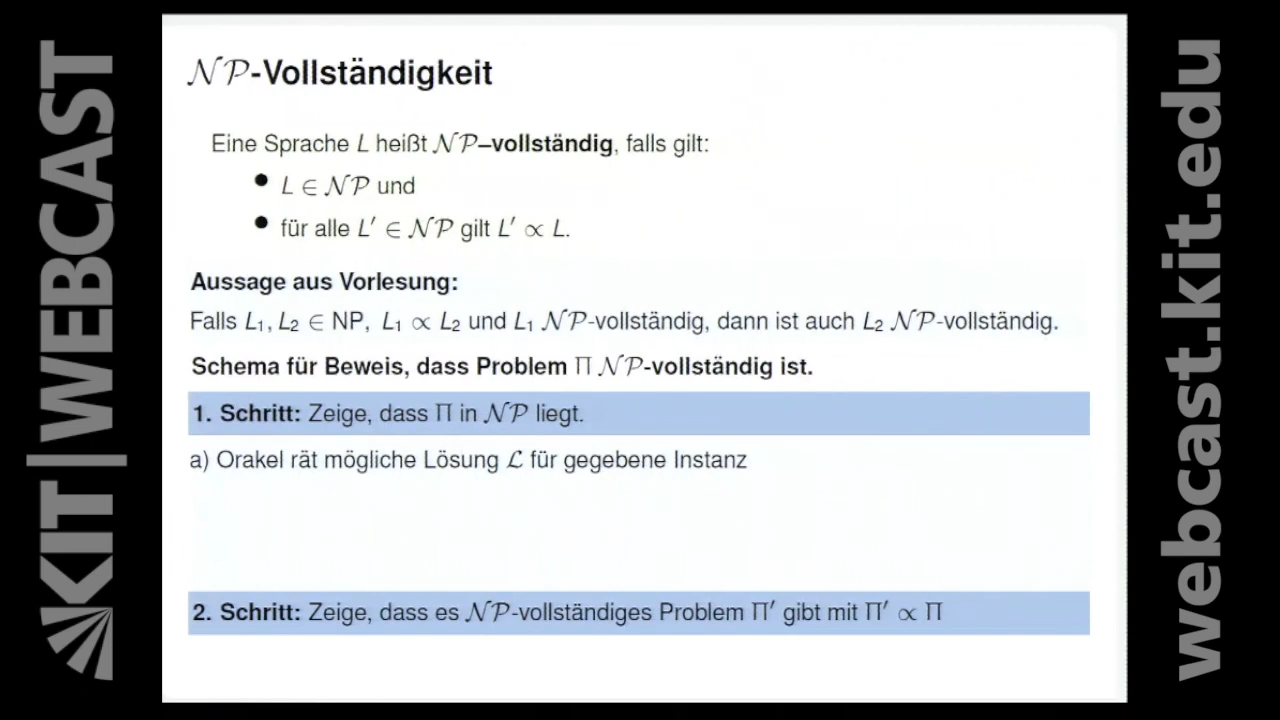 KIT | WEBCAST
𝒩𝒫-Vollständigkeit
Eine Sprache L heißt 𝒩𝒫–vollständig, falls gilt:
• L ∈ 𝒩𝒫 und
• für alle L′ ∈ 𝒩𝒫 gilt L′ ∝ L.
Aussage aus Vorlesung:
Falls L₁, L₂ ∈ NP, L₁ ∝ L₂ und L₁ 𝒩𝒫-vollständig, dann ist auch L₂ 𝒩𝒫-vollständig.
Schema für Beweis, dass Problem Π 𝒩𝒫-vollständig ist.
1. Schritt: Zeige, dass Π in 𝒩𝒫 liegt.
a) Orakel rät mögliche Lösung ℒ für gegebene Instanz
2. Schritt: Zeige, dass es 𝒩𝒫-vollständiges Problem Π′ gibt mit Π′ ∝ Π
webcast.kit.edu